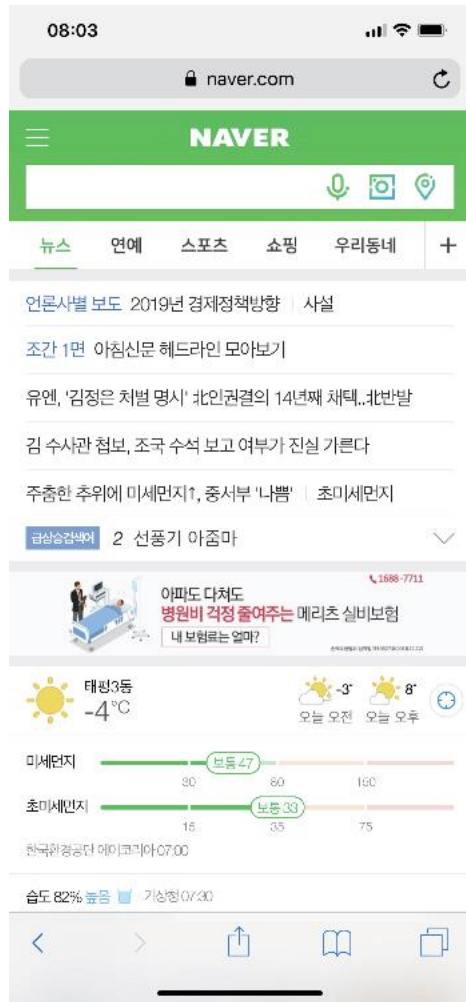 08:03
naver.com
NAVER
뉴스 연예 스포츠 쇼핑 우리동네 +
언론사별 보도 2019년 경제정책방향 | 사설
조간 1면 아침신문 헤드라인 모아보기
유엔, '김정은 처벌 명시' 北인권결의 14년째 채택..北반발
김 수사관 첩보, 조국 수석 보고 여부가 진실 가른다
주춤한 추위에 미세먼지↑, 중서부 '나쁨' | 초미세먼지
급상승검색어 2 선풍기 아줌마
1688-7711
아파도 다쳐도
병원비 걱정 줄여주는 메리츠 실비보험
내 보험료는 얼마?
태평3동
-4°C
-3° 8°
오늘 오전 오늘 오후
미세먼지 보통 47
30 80 150
초미세먼지 보통 33
15 35 75
한국환경공단 에어코리아 07:00
습도 82% 높음 기상청 07:30